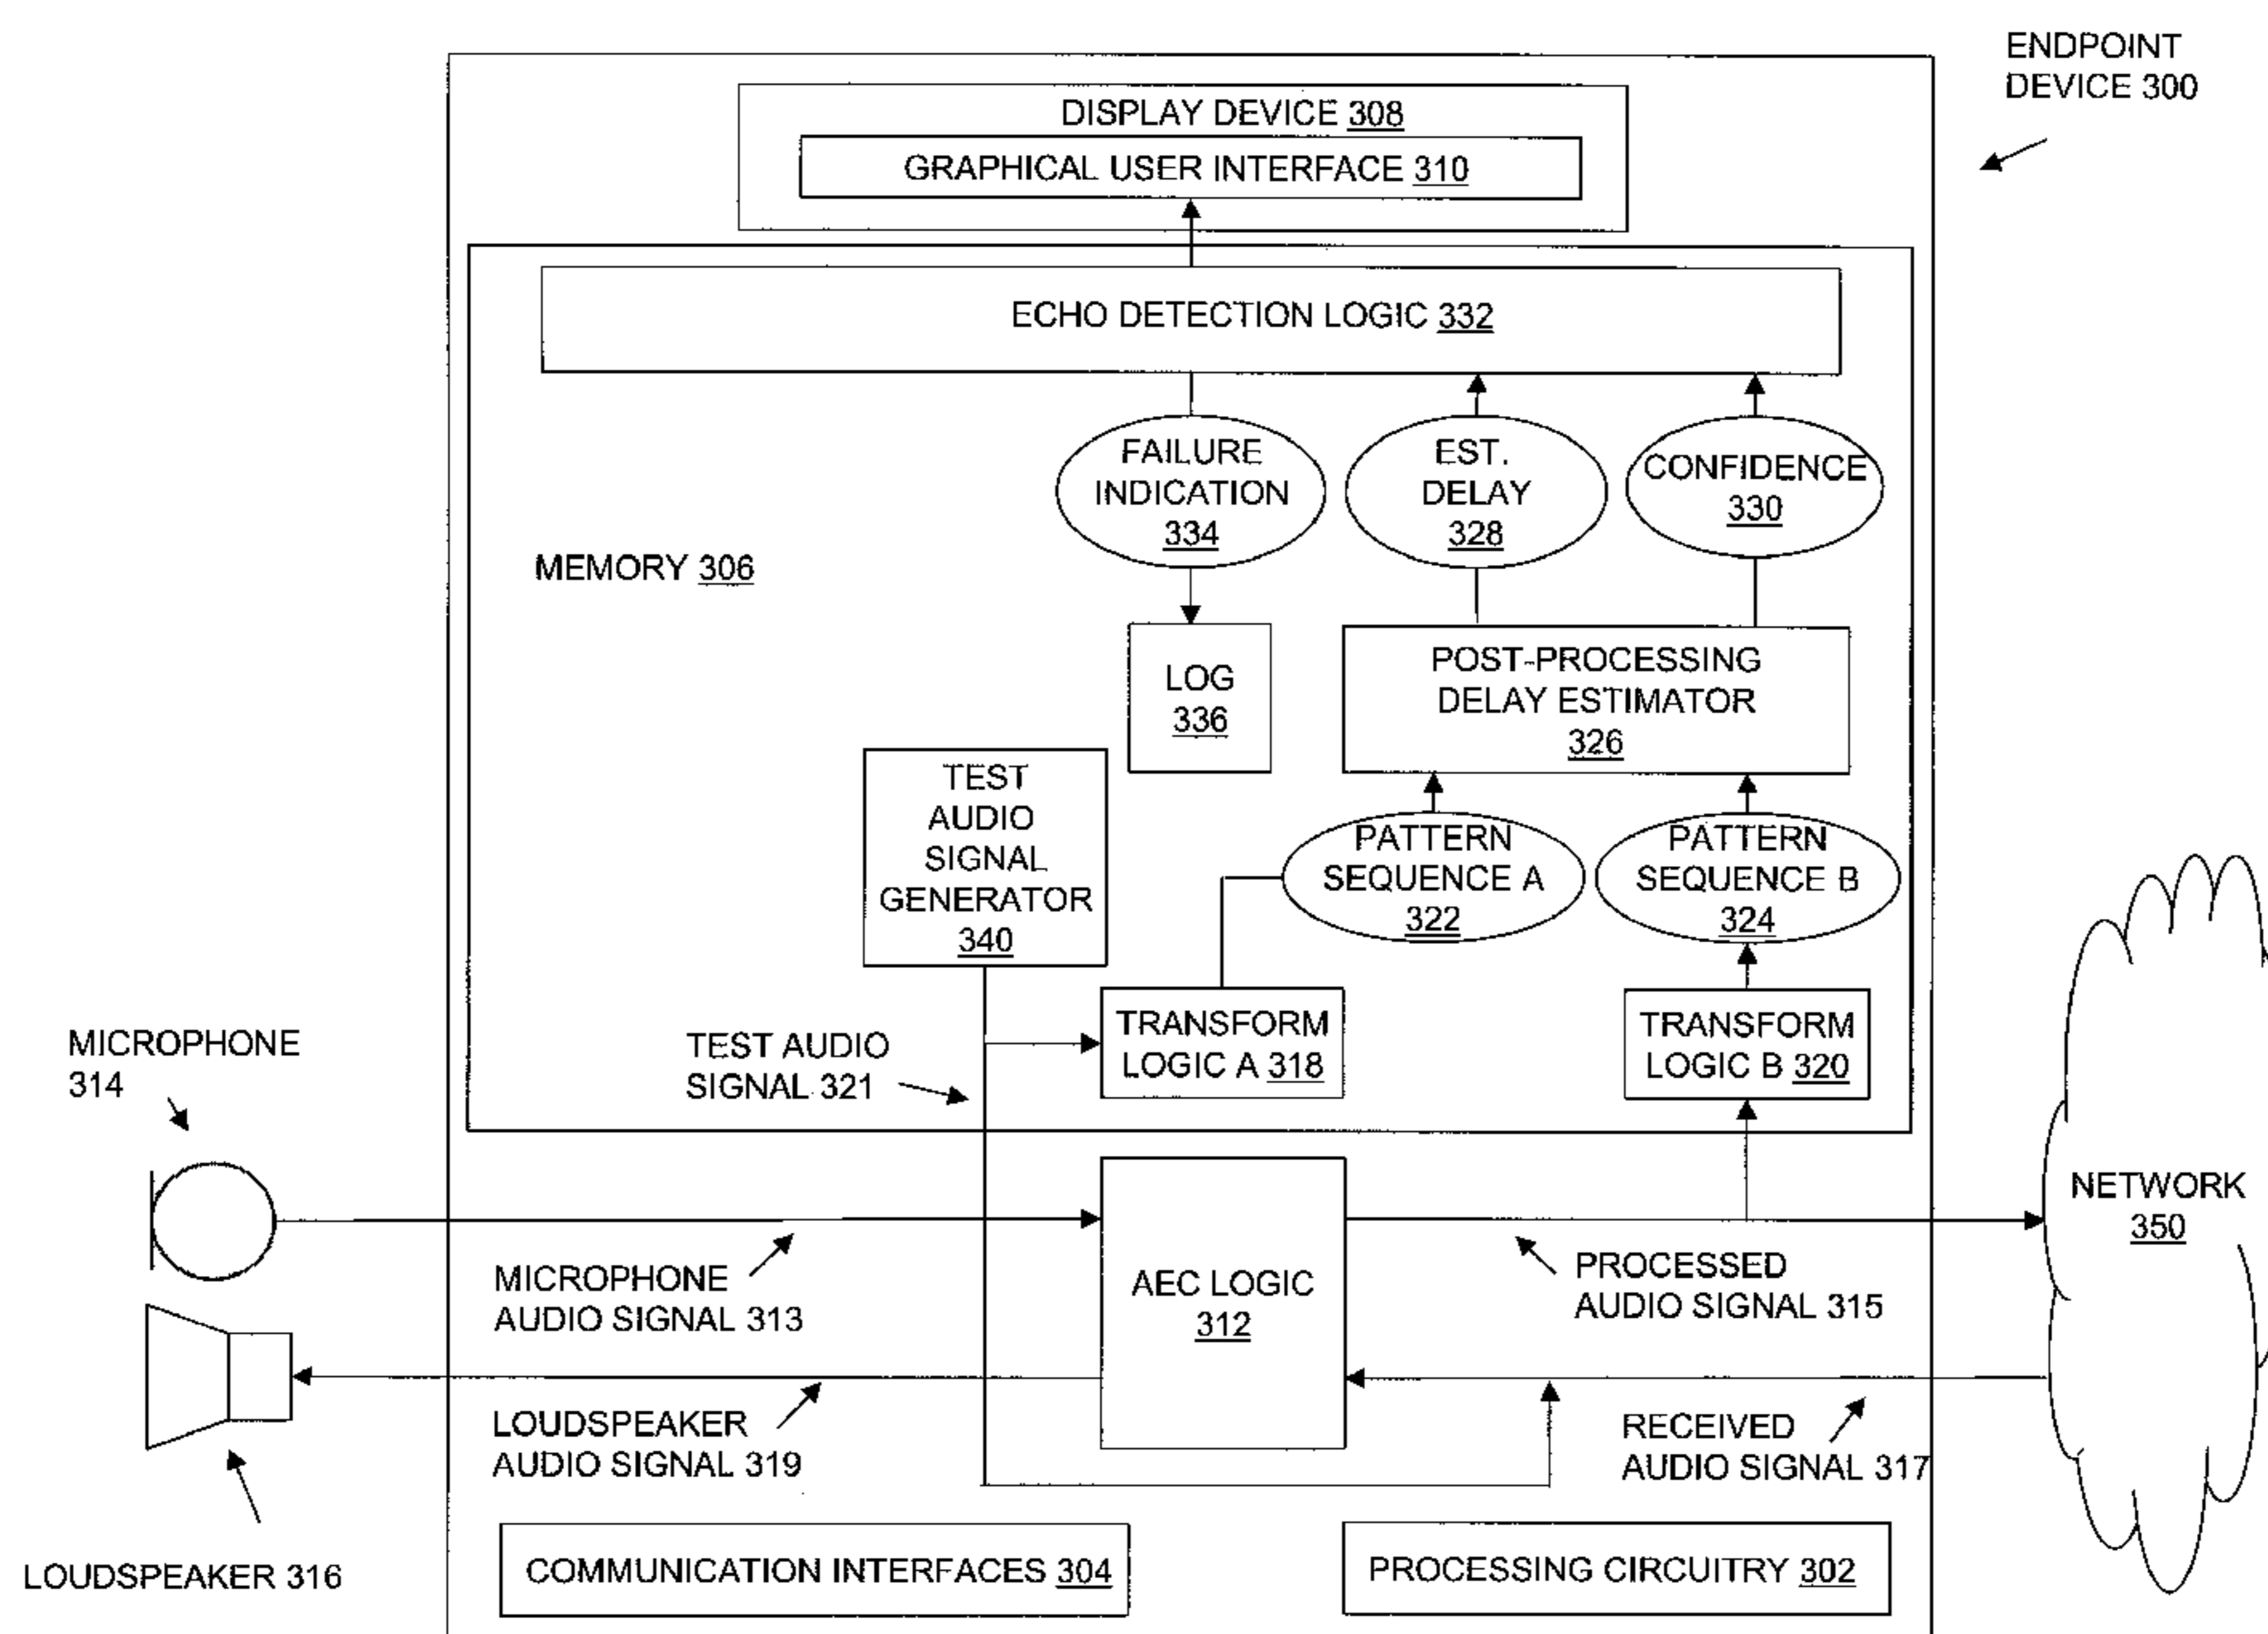 ENDPOINT
DEVICE 300
DISPLAY DEVICE 308
GRAPHICAL USER INTERFACE 310
ECHO DETECTION LOGIC 332
FAILURE
INDICATION
334
EST.
DELAY
328
CONFIDENCE
330
MEMORY 306
LOG
336
POST-PROCESSING
DELAY ESTIMATOR
326
TEST
AUDIO
SIGNAL
GENERATOR
340
PATTERN
SEQUENCE A
322
PATTERN
SEQUENCE B
324
TEST AUDIO
SIGNAL 321
TRANSFORM
LOGIC A 318
TRANSFORM
LOGIC B 320
MICROPHONE
314
NETWORK
350
MICROPHONE
AUDIO SIGNAL 313
AEC LOGIC
312
PROCESSED
AUDIO SIGNAL 315
LOUDSPEAKER
AUDIO SIGNAL 319
RECEIVED
AUDIO SIGNAL 317
LOUDSPEAKER 316
COMMUNICATION INTERFACES 304
PROCESSING CIRCUITRY 302